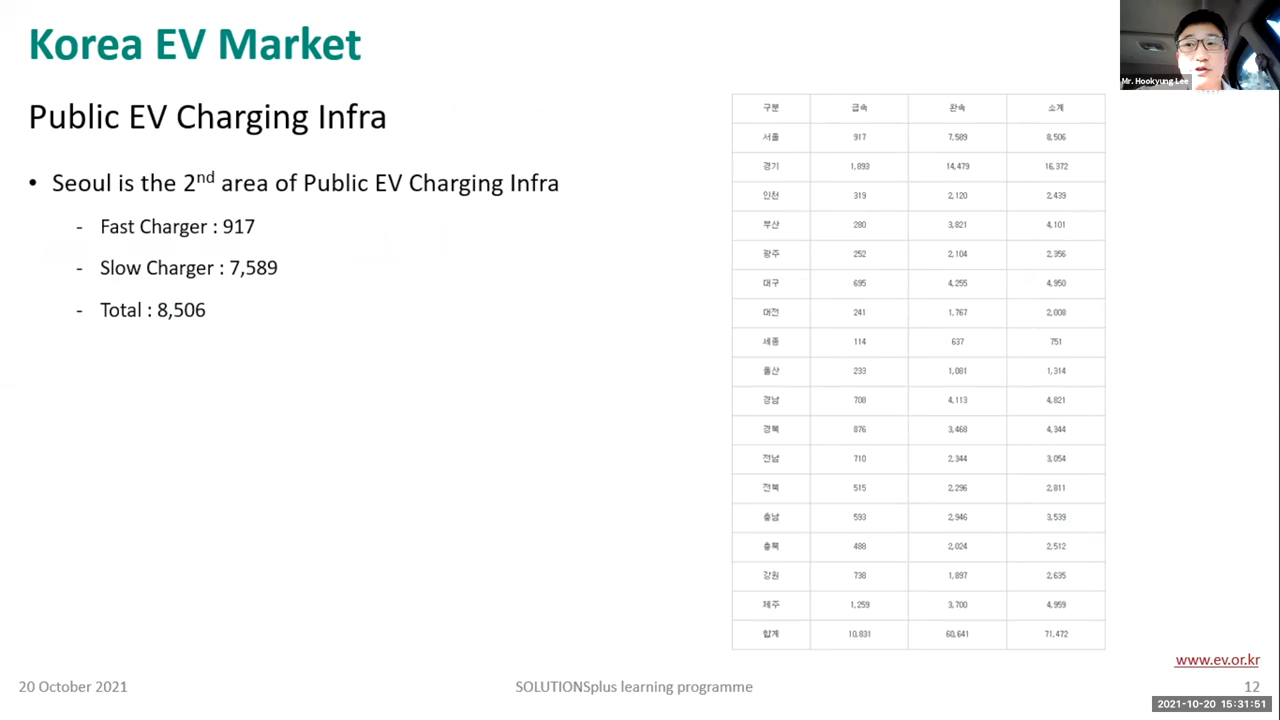 Korea EV Market
Mr. Hookyung Lee
Public EV Charging Infra
• Seoul is the 2nd area of Public EV Charging Infra
- Fast Charger : 917
- Slow Charger : 7,589
- Total : 8,506
구분 급속 완속 소계
서울 917 7,589 8,506
경기 1,893 14,479 16,372
인천 319 2,120 2,439
부산 280 3,821 4,101
광주 252 2,104 2,356
대구 695 4,255 4,950
대전 241 1,767 2,008
세종 114 637 751
울산 233 1,081 1,314
경남 708 4,113 4,821
경북 876 3,468 4,344
전남 710 2,344 3,054
전북 515 2,296 2,811
충남 593 2,946 3,539
충북 488 2,024 2,512
강원 738 1,897 2,635
제주 1,259 3,700 4,959
합계 10,831 60,641 71,472
www.ev.or.kr
20 October 2021 SOLUTIONSplus learning programme 12
2021-10-20 15:31:51